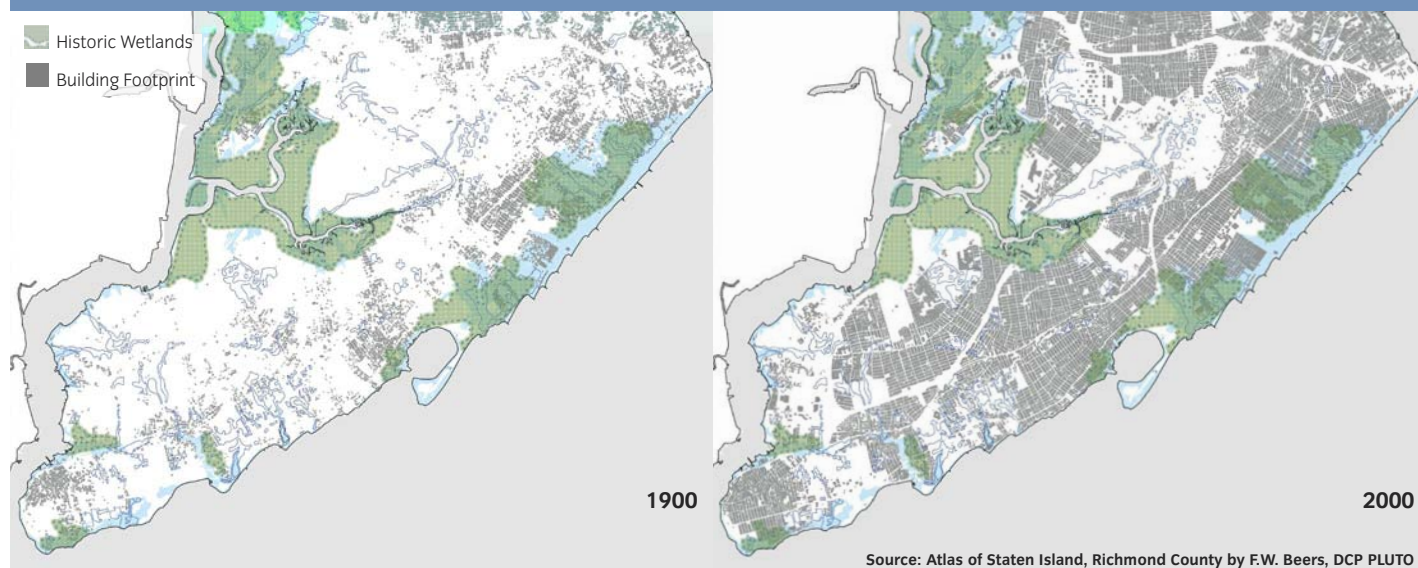 Historic Wetlands
Building Footprint
1900
2000
Source: Atlas of Staten Island, Richmond County by F.W. Beers, DCP PLUTO